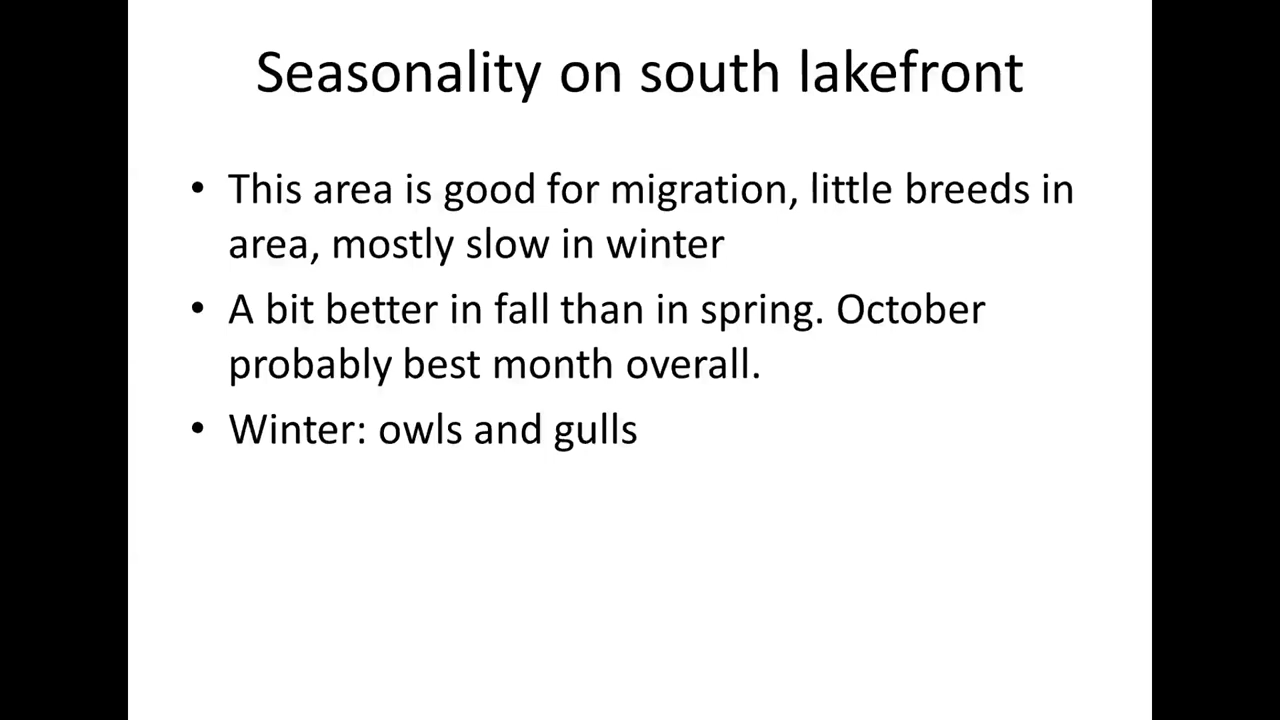 Seasonality on south lakefront
• This area is good for migration, little breeds in
area, mostly slow in winter
• A bit better in fall than in spring. October
probably best month overall.
• Winter: owls and gulls